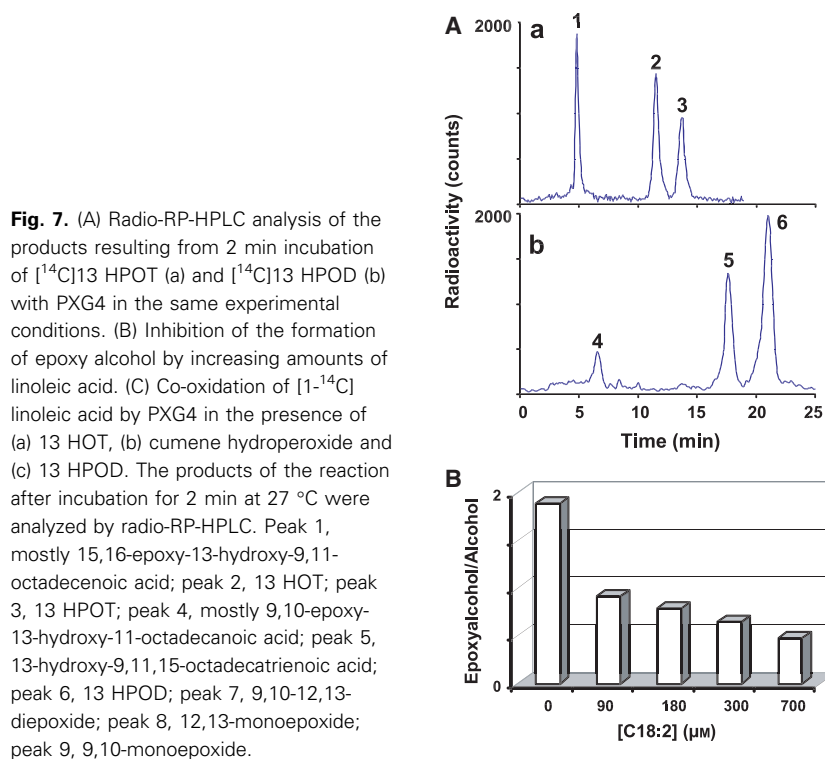 Fig. 7. (A) Radio-RP-HPLC analysis of the
products resulting from 2 min incubation
of [¹⁴C]13 HPOT (a) and [¹⁴C]13 HPOD (b)
with PXG4 in the same experimental
conditions. (B) Inhibition of the formation
of epoxy alcohol by increasing amounts of
linoleic acid. (C) Co-oxidation of [1-¹⁴C]
linoleic acid by PXG4 in the presence of
(a) 13 HOT, (b) cumene hydroperoxide and
(c) 13 HPOD. The products of the reaction
after incubation for 2 min at 27 °C were
analyzed by radio-RP-HPLC. Peak 1,
mostly 15,16-epoxy-13-hydroxy-9,11-
octadecenoic acid; peak 2, 13 HOT; peak
3, 13 HPOT; peak 4, mostly 9,10-epoxy-
13-hydroxy-11-octadecanoic acid; peak 5,
13-hydroxy-9,11,15-octadecatrienoic acid;
peak 6, 13 HPOD; peak 7, 9,10-12,13-
diepoxide; peak 8, 12,13-monoepoxide;
peak 9, 9,10-monoepoxide.
A
2000
a
1
2
3
Radioactivity (counts)
2000
b
4
5
6
0 5 10 15 20 25
Time (min)
B
2
0
Epoxyalcohol/Alcohol
0 90 180 300 700
[C18:2] (µM)